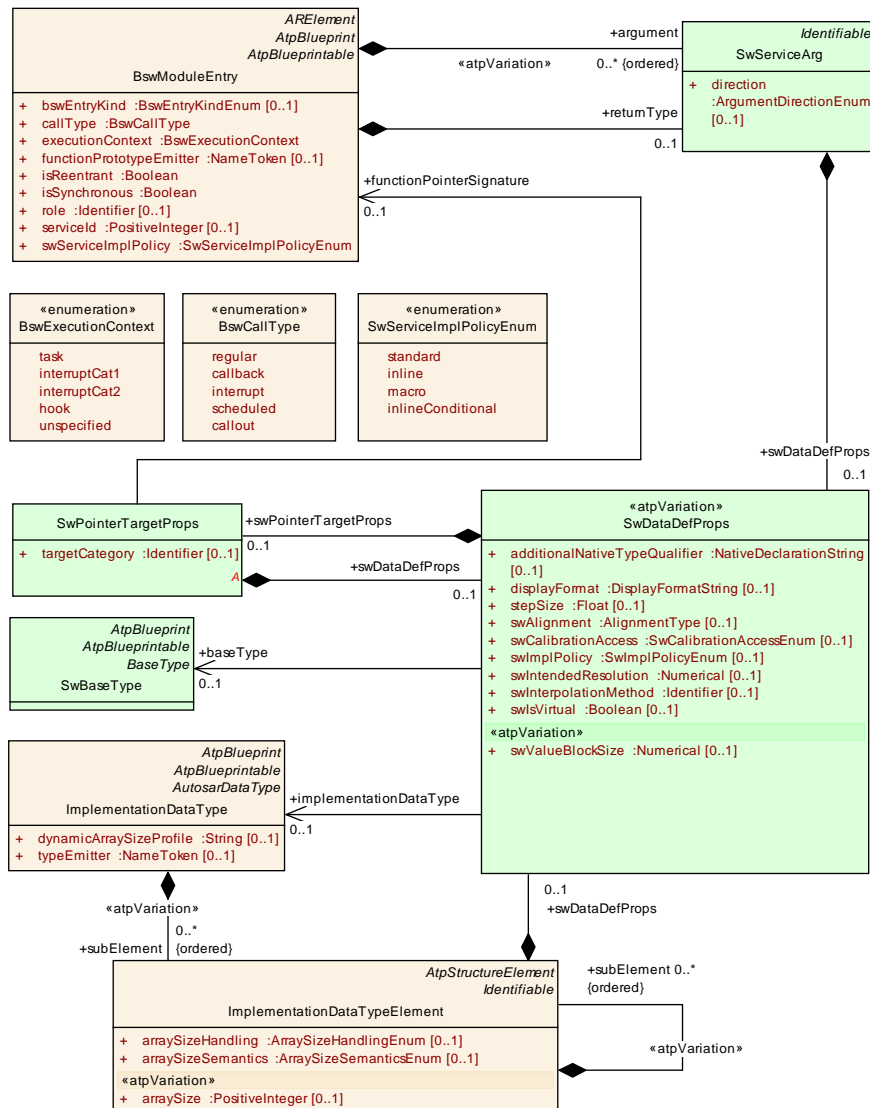 ARElement
AtpBlueprint
AtpBlueprintable
BswModuleEntry
+ bswEntryKind :BswEntryKindEnum [0..1]
+ callType :BswCallType
+ executionContext :BswExecutionContext
+ functionPrototypeEmitter :NameToken [0..1]
+ isReentrant :Boolean
+ isSynchronous :Boolean
+ role :Identifier [0..1]
+ serviceId :PositiveInteger [0..1]
+ swServiceImplPolicy :SwServiceImplPolicyEnum
+argument
«atpVariation»
0..* {ordered}
+returnType
0..1
Identifiable
SwServiceArg
+ direction
:ArgumentDirectionEnum
[0..1]
+functionPointerSignature
0..1
«enumeration»
BswExecutionContext
task
interruptCat1
interruptCat2
hook
unspecified
«enumeration»
BswCallType
regular
callback
interrupt
scheduled
callout
«enumeration»
SwServiceImplPolicyEnum
standard
inline
macro
inlineConditional
+swDataDefProps
0..1
SwPointerTargetProps
+ targetCategory :Identifier [0..1]
A
+swPointerTargetProps
0..1
+swDataDefProps
0..1
«atpVariation»
SwDataDefProps
+ additionalNativeTypeQualifier :NativeDeclarationString
[0..1]
+ displayFormat :DisplayFormatString [0..1]
+ stepSize :Float [0..1]
+ swAlignment :AlignmentType [0..1]
+ swCalibrationAccess :SwCalibrationAccessEnum [0..1]
+ swImplPolicy :SwImplPolicyEnum [0..1]
+ swIntendedResolution :Numerical [0..1]
+ swInterpolationMethod :Identifier [0..1]
+ swIsVirtual :Boolean [0..1]
«atpVariation»
+ swValueBlockSize :Numerical [0..1]
AtpBlueprint
AtpBlueprintable
BaseType
SwBaseType
+baseType
0..1
AtpBlueprint
AtpBlueprintable
AutosarDataType
ImplementationDataType
+ dynamicArraySizeProfile :String [0..1]
+ typeEmitter :NameToken [0..1]
+implementationDataType
0..1
«atpVariation»
0..*
+subElement
{ordered}
0..1
+swDataDefProps
AtpStructureElement
Identifiable
ImplementationDataTypeElement
+ arraySizeHandling :ArraySizeHandlingEnum [0..1]
+ arraySizeSemantics :ArraySizeSemanticsEnum [0..1]
«atpVariation»
+ arraySize :PositiveInteger [0..1]
+subElement 0..*
{ordered}
«atpVariation»